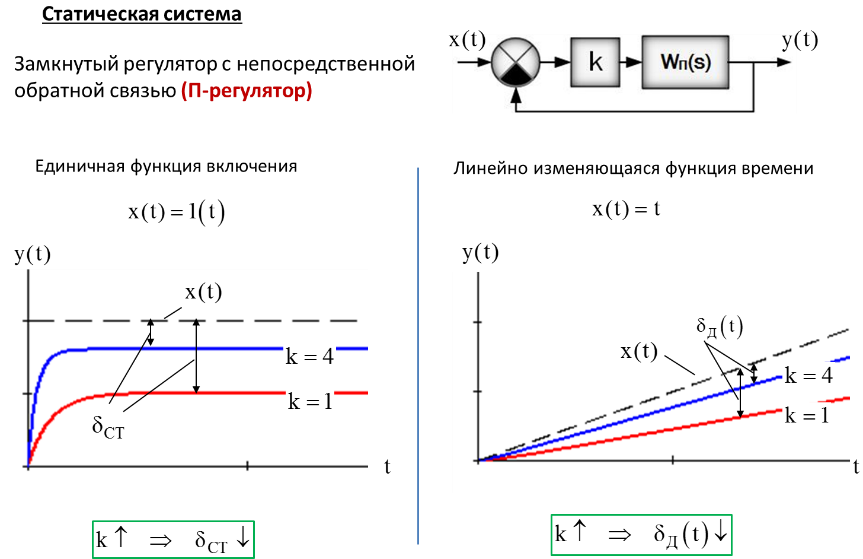 Статическая система
Замкнутый регулятор с непосредственной
обратной связью (П-регулятор)
x(t)
k
Wп(s)
y(t)
Единичная функция включения
x(t) = 1(t)
y(t)
x(t)
k = 4
k = 1
δСТ
t
k ↑ ⇒ δСТ ↓
Линейно изменяющаяся функция времени
x(t) = t
y(t)
δД(t)
x(t)
k = 4
k = 1
t
k ↑ ⇒ δД(t) ↓